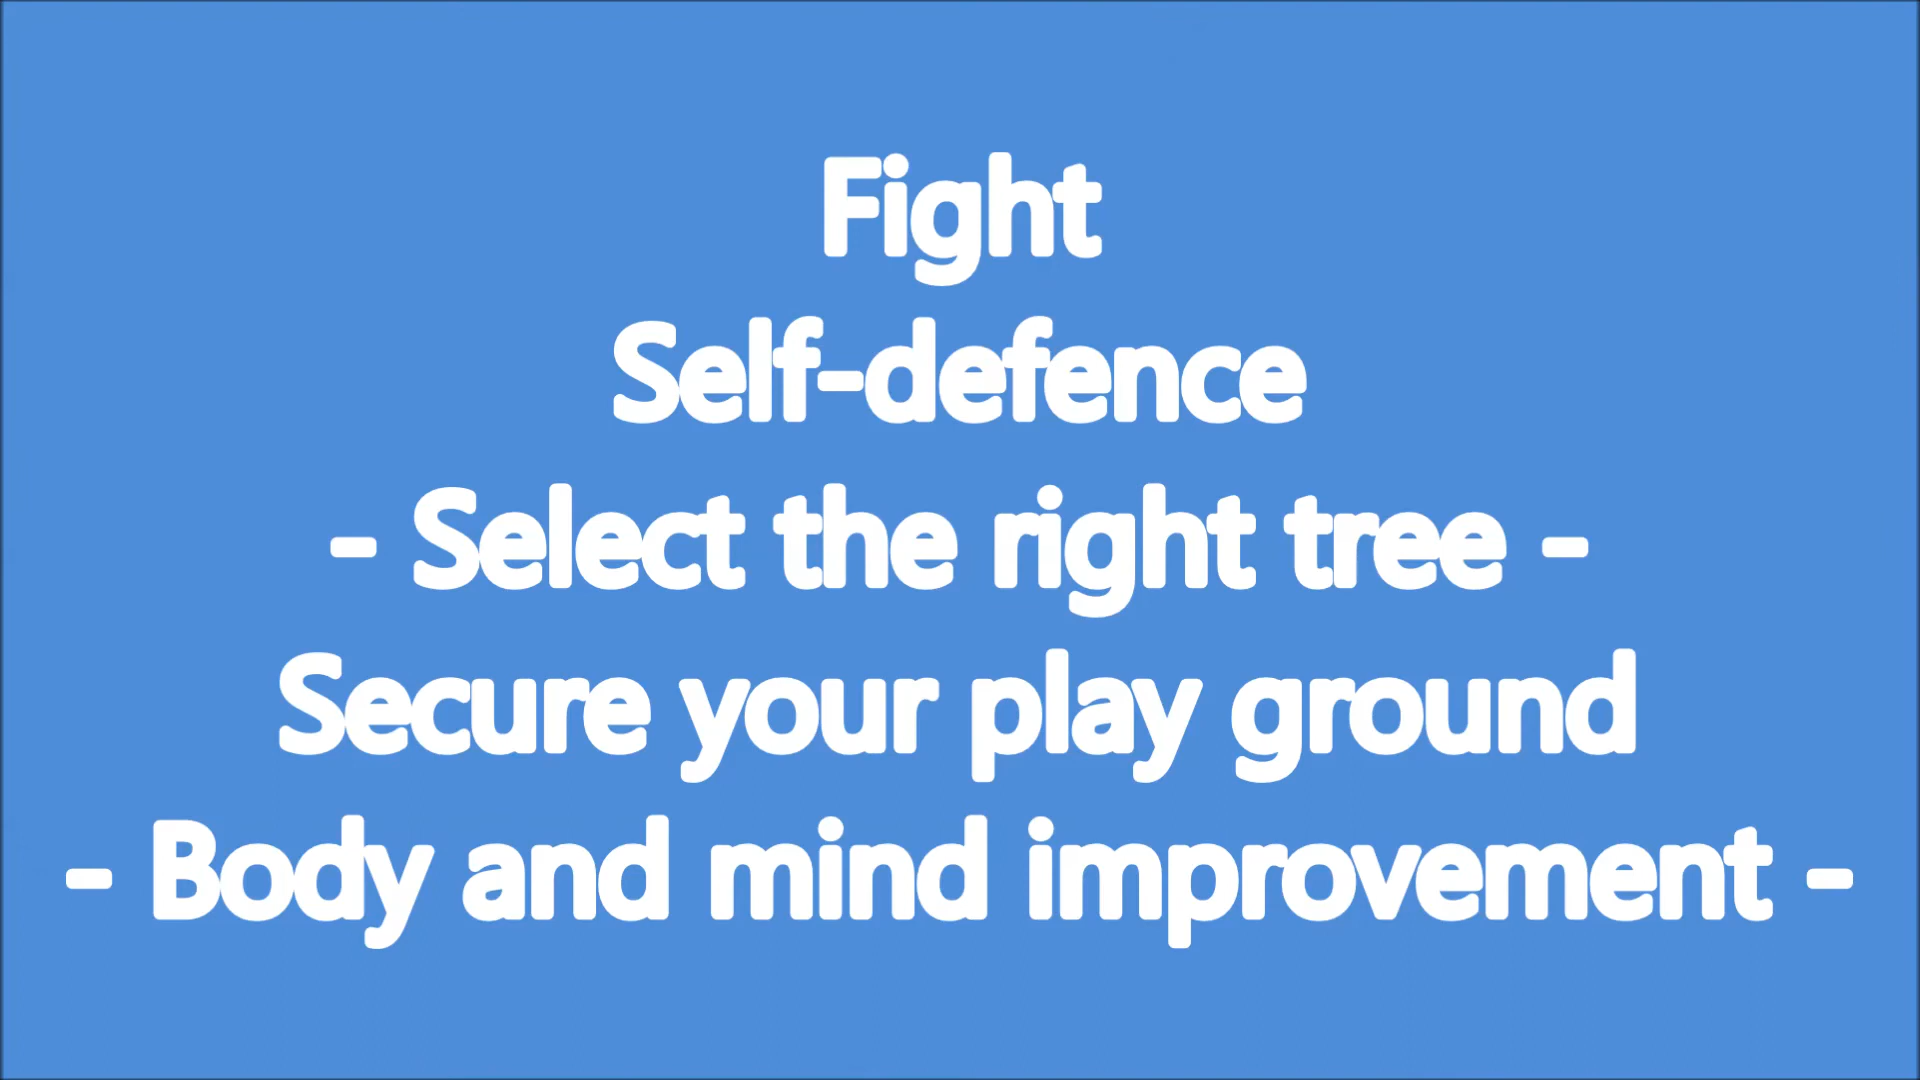 Fight
Self-defence
- Select the right tree -
Secure your play ground
- Body and mind improvement -